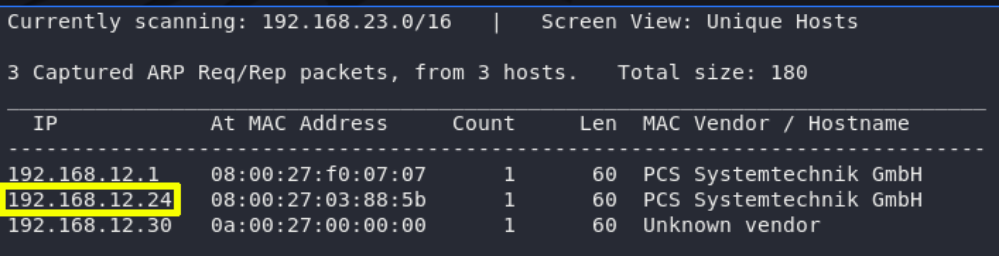 Currently scanning: 192.168.23.0/16   |   Screen View: Unique Hosts
3 Captured ARP Req/Rep packets, from 3 hosts.   Total size: 180
_____________________________________________________________________________
IP            At MAC Address     Count     Len  MAC Vendor / Hostname
-----------------------------------------------------------------------------
192.168.12.1    08:00:27:f0:07:07      1      60  PCS Systemtechnik GmbH
192.168.12.24   08:00:27:03:88:5b      1      60  PCS Systemtechnik GmbH
192.168.12.30   0a:00:27:00:00:00      1      60  Unknown vendor